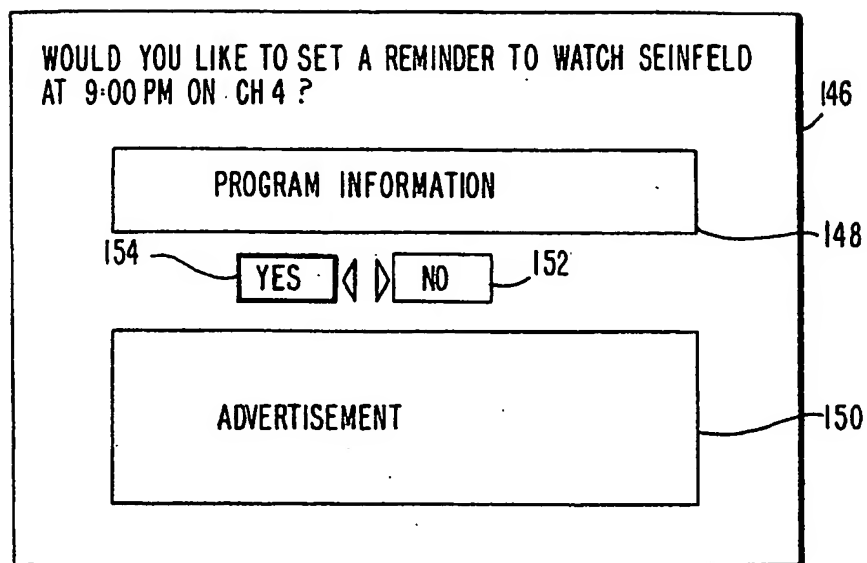 WOULD YOU LIKE TO SET A REMINDER TO WATCH SEINFELD
AT 9:00 PM ON CH 4 ?
146
PROGRAM INFORMATION
148
154
YES
NO
152
ADVERTISEMENT
150